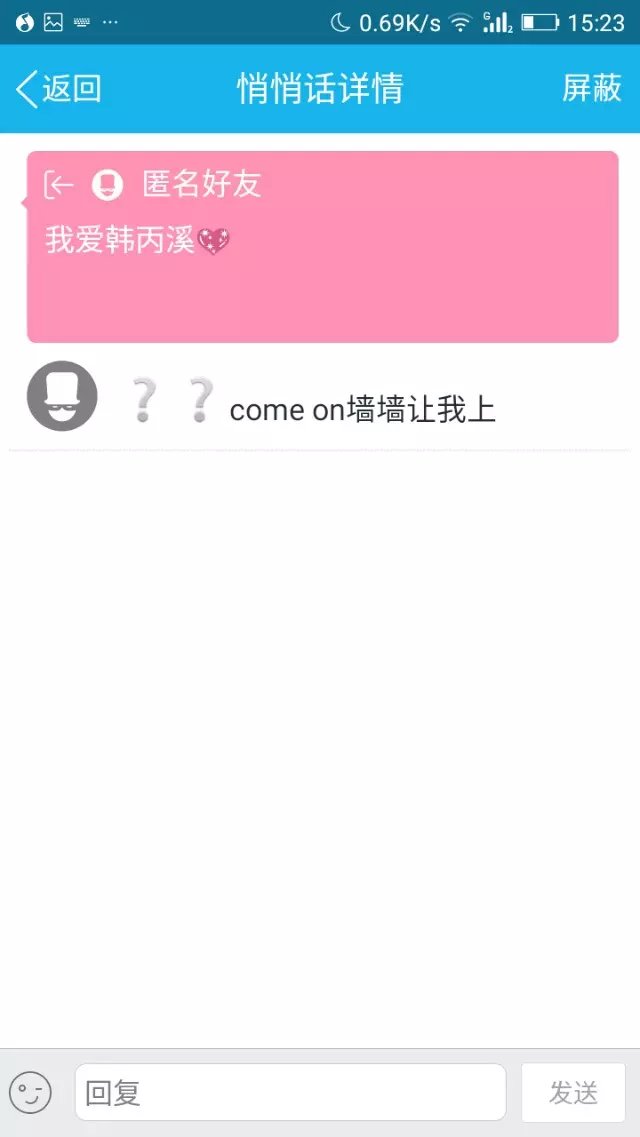 0.69K/s 15:23
返回 悄悄话详情 屏蔽
匿名好友
我爱韩丙溪💖
❔ ❔ come on墙墙让我上
回复 发送